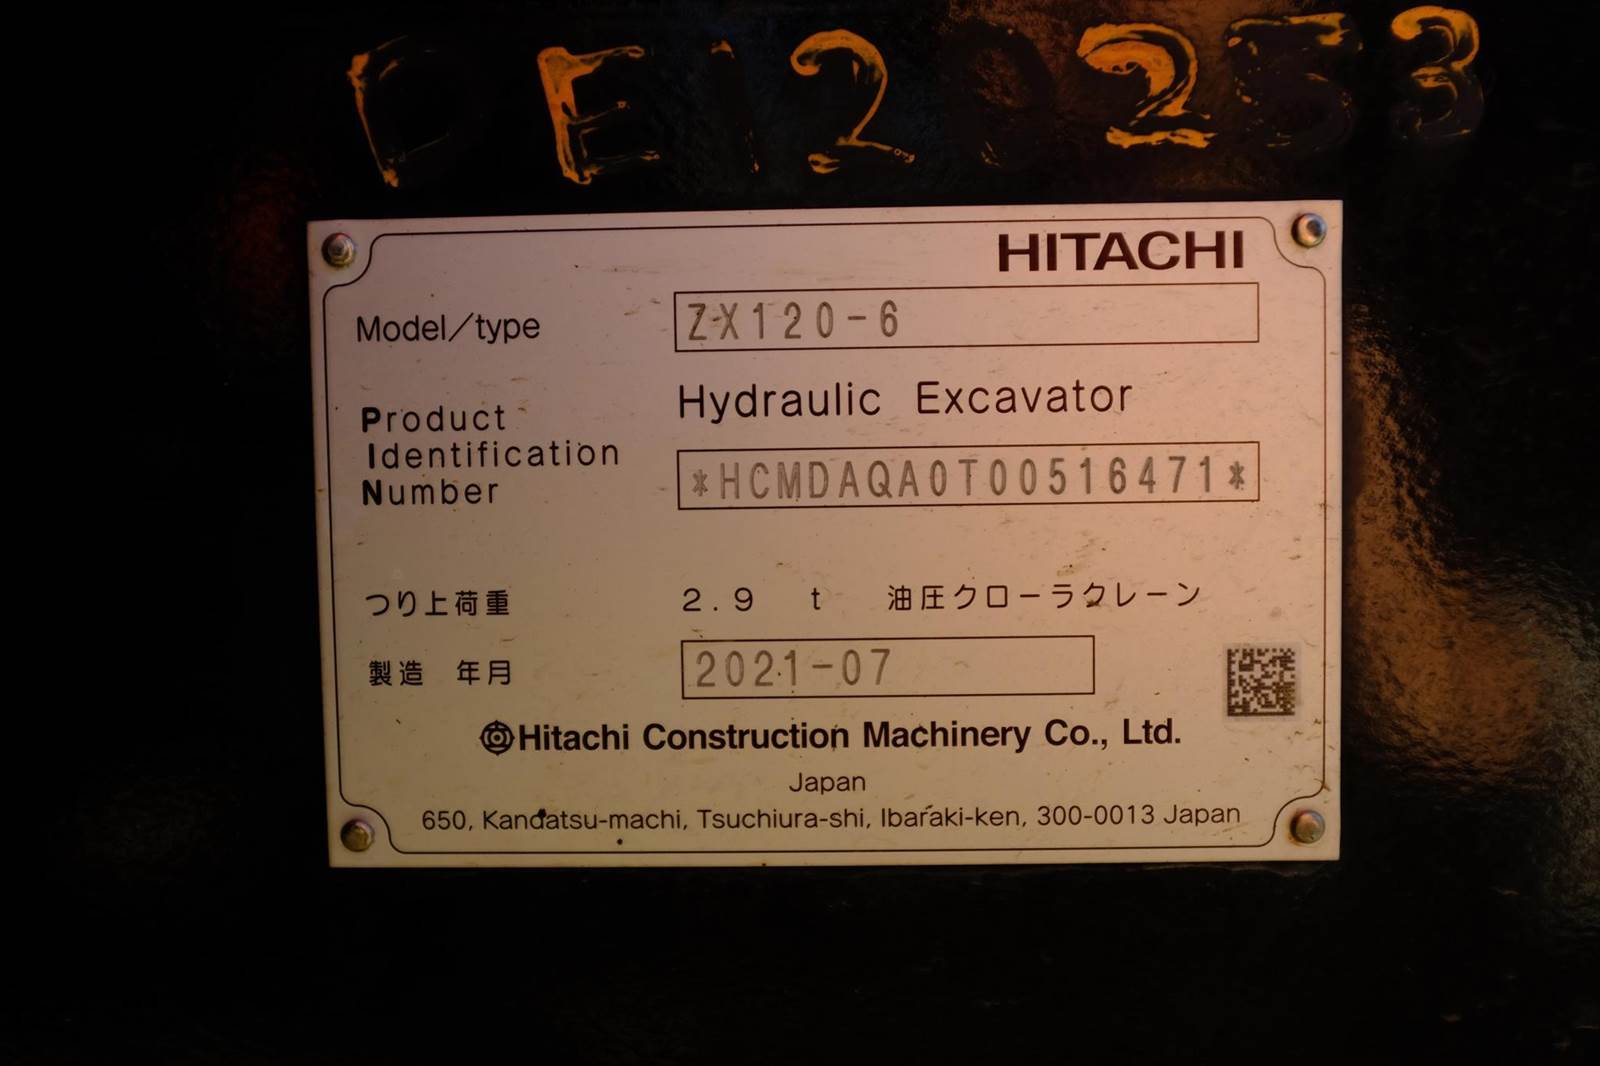 DE120253
HITACHI
Model/type ZX120-6
Hydraulic Excavator
Product
Identification
Number
*HCMDAQA0T00516471*
つり上荷重 2.9 t 油圧クローラクレーン
製造 年月 2021-07
Hitachi Construction Machinery Co., Ltd.
Japan
650, Kandatsu-machi, Tsuchiura-shi, Ibaraki-ken, 300-0013 Japan